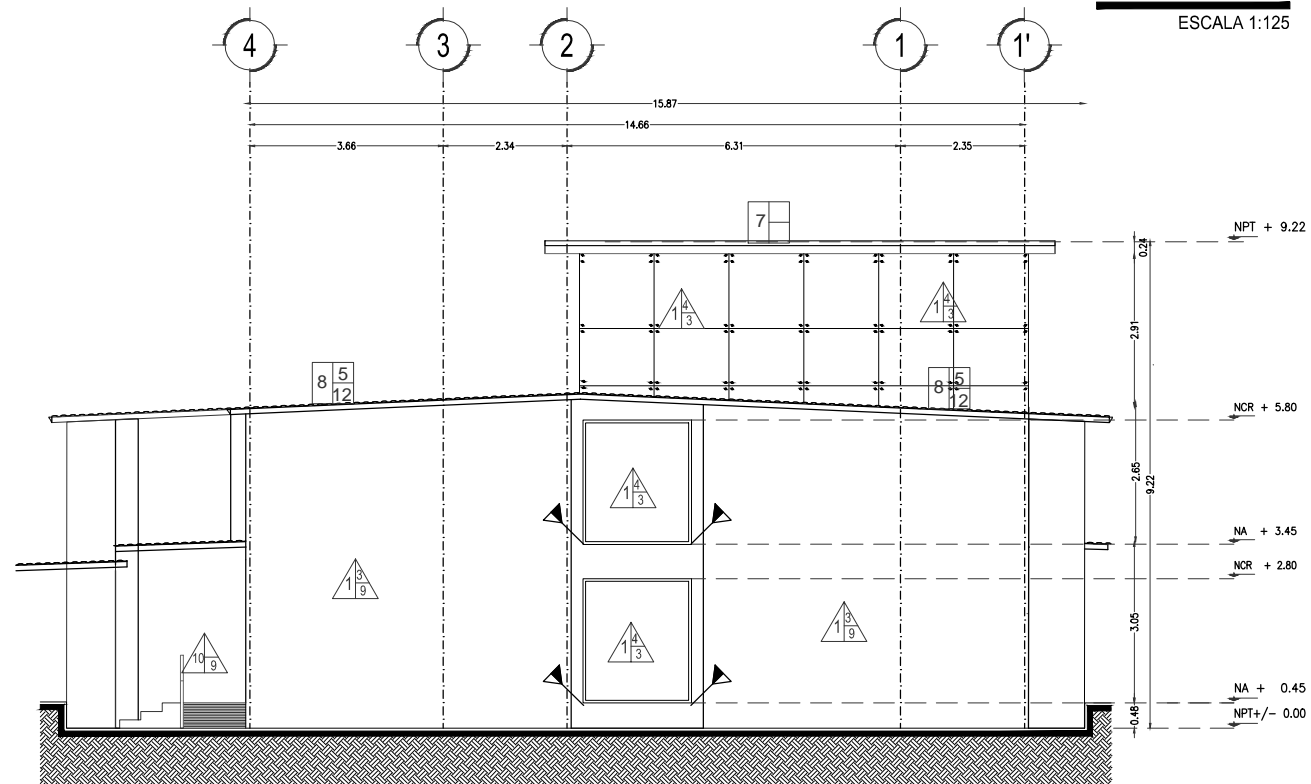 ESCALA 1:125
4 3 2 1 1'
15.87
14.66
3.66 2.34 6.31 2.35
7
NPT + 9.22
0.24
1 4 3
1 4 3
2.91
8 5 12
8 5 12
NCR + 5.80
1 4 3
2.65
9.22
NA + 3.45
NCR + 2.80
1 3 9
1 3 9
1 4 3
3.05
10 9
NA + 0.45
0.48
NPT+/- 0.00